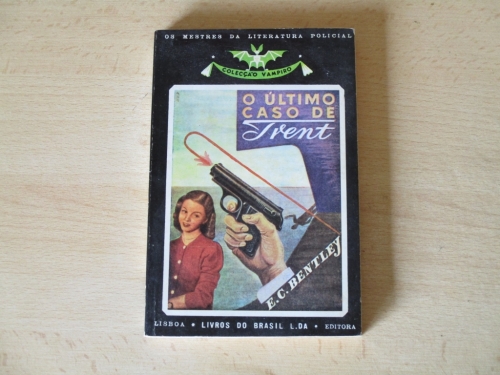 OS MESTRES DA LITERATURA POLICIAL
COLECÇÃO VAMPIRO
O ÚLTIMO
CASO DE
Trent
E.C. BENTLEY
LISBOA • LIVROS DO BRASIL L.DA • EDITORA